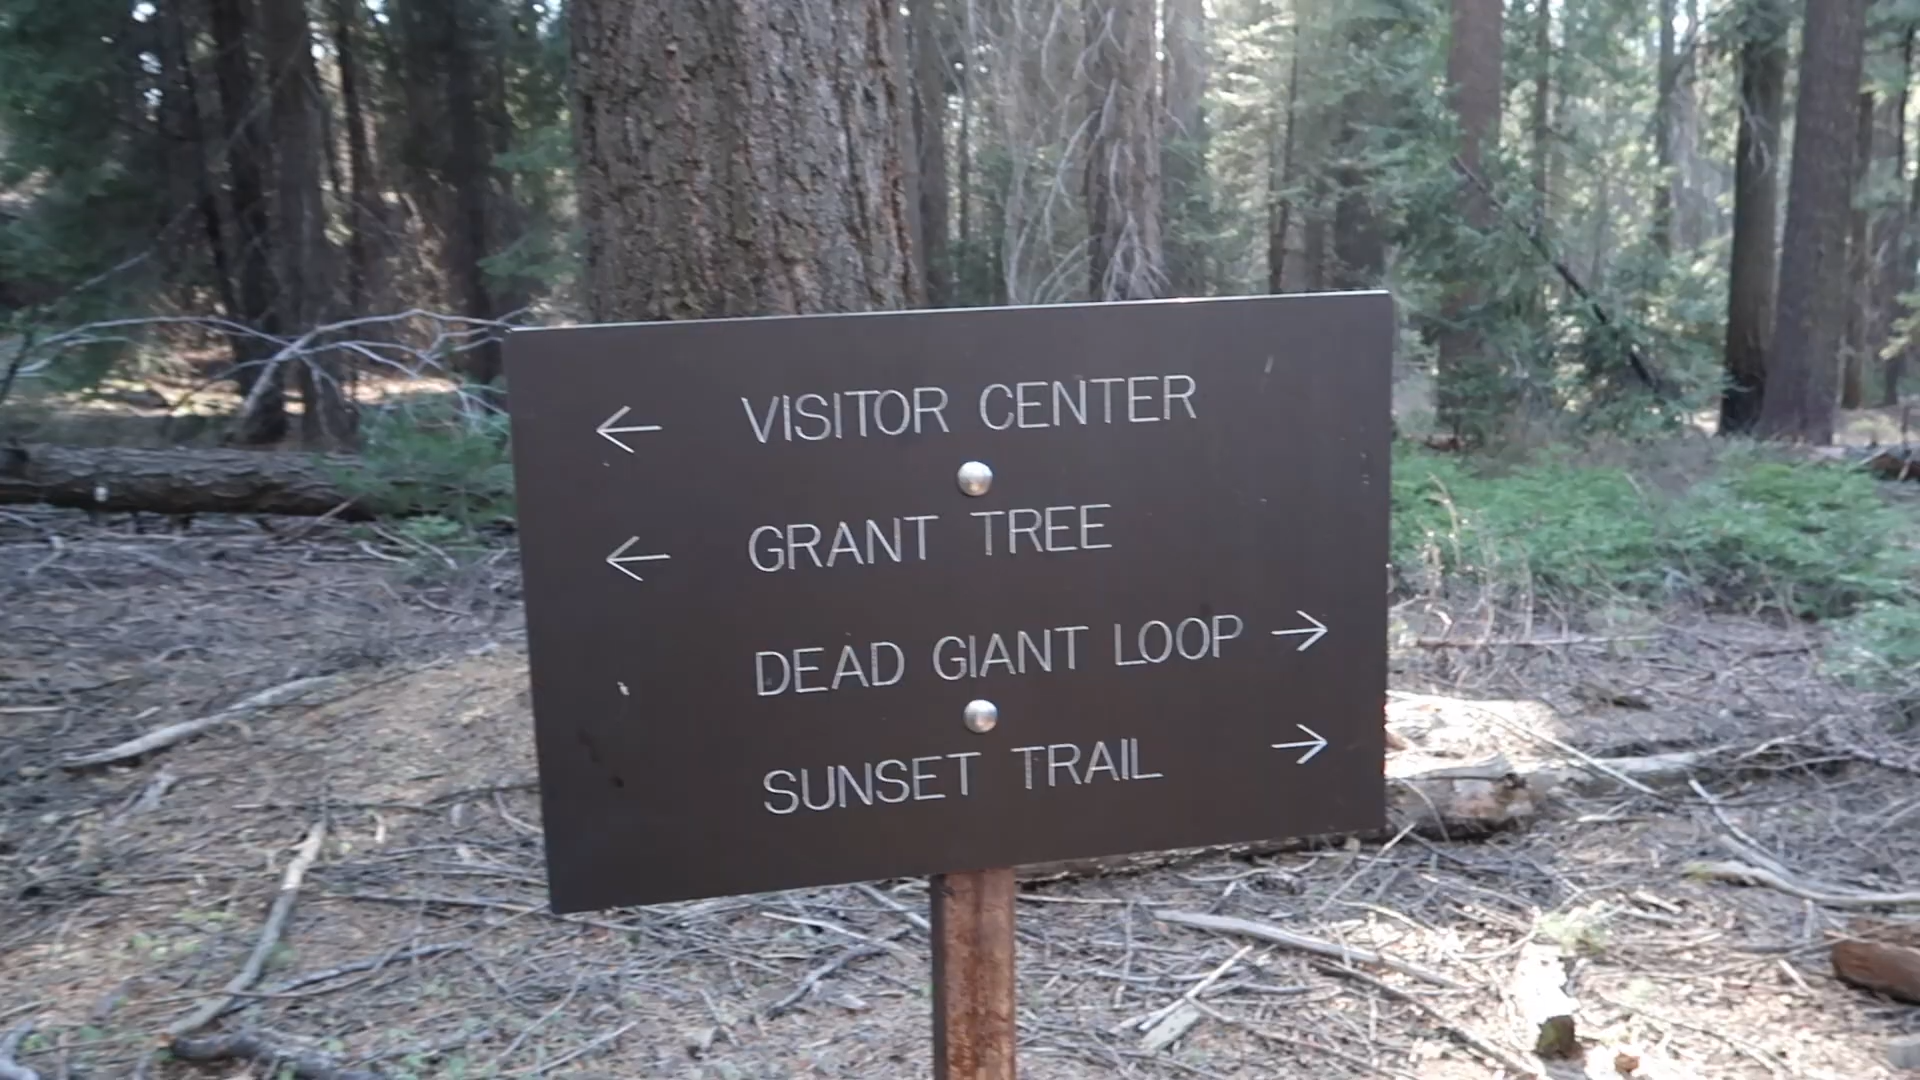 ← VISITOR CENTER
← GRANT TREE
DEAD GIANT LOOP →
SUNSET TRAIL →